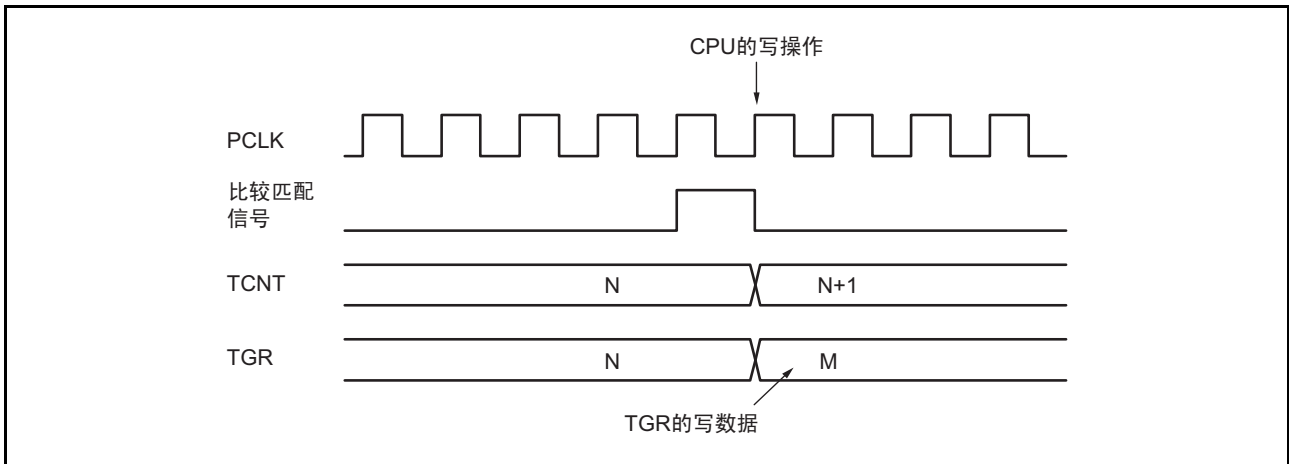 CPU的写操作
PCLK
比较匹配
信号
TCNT
N
N+1
TGR
N
M
TGR的写数据